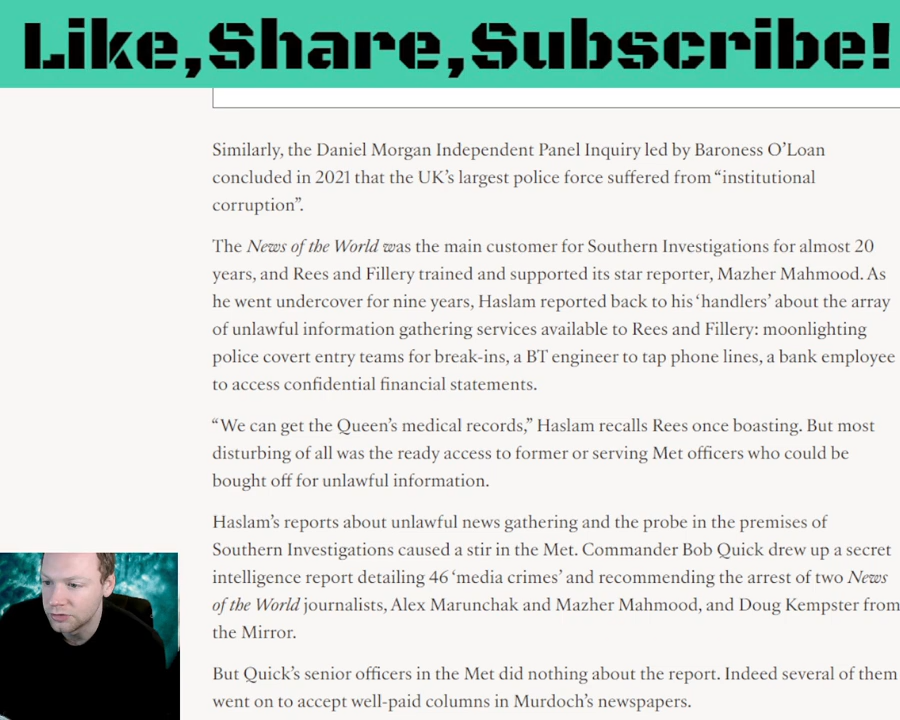 Like,Share,Subscribe!
Similarly, the Daniel Morgan Independent Panel Inquiry led by Baroness O’Loan
concluded in 2021 that the UK’s largest police force suffered from “institutional
corruption”.
The News of the World was the main customer for Southern Investigations for almost 20
years, and Rees and Fillery trained and supported its star reporter, Mazher Mahmood. As
he went undercover for nine years, Haslam reported back to his ‘handlers’ about the array
of unlawful information gathering services available to Rees and Fillery: moonlighting
police covert entry teams for break-ins, a BT engineer to tap phone lines, a bank employee
to access confidential financial statements.
“We can get the Queen’s medical records,” Haslam recalls Rees once boasting. But most
disturbing of all was the ready access to former or serving Met officers who could be
bought off for unlawful information.
Haslam’s reports about unlawful news gathering and the probe in the premises of
Southern Investigations caused a stir in the Met. Commander Bob Quick drew up a secret
intelligence report detailing 46 ‘media crimes’ and recommending the arrest of two News
of the World journalists, Alex Marunchak and Mazher Mahmood, and Doug Kempster from
the Mirror.
But Quick’s senior officers in the Met did nothing about the report. Indeed several of them
went on to accept well-paid columns in Murdoch’s newspapers.